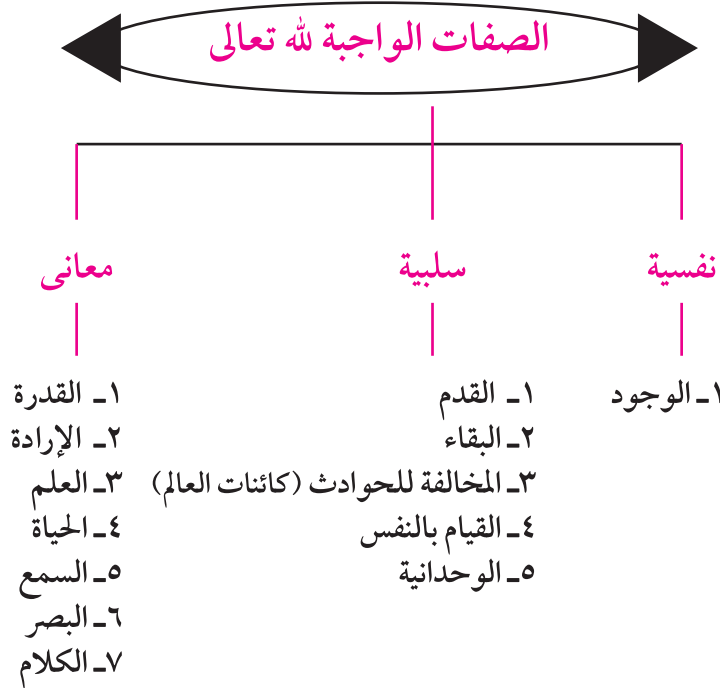 الصفات الواجبة لله تعالى
نفسية
١ـ الوجود
سلبية
١ـ القدم
٢ـ البقاء
٣ـ المخالفة للحوادث (كائنات العالم)
٤ـ القيام بالنفس
٥ـ الوحدانية
معانى
١ـ القدرة
٢ـ الإرادة
٣ـ العلم
٤ـ الحياة
٥ـ السمع
٦ـ البصر
٧ـ الكلام